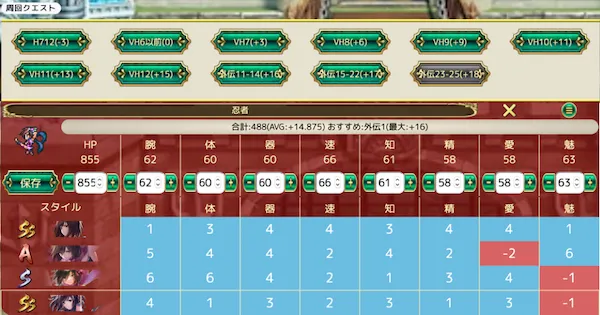 周回クエスト
H712(-3) VH6以前(0) VH7(+3) VH8(+6) VH9(+9) VH10(+11)
VH11(+13) VH12(+15) 外伝11-14(+16) 外伝15-22(+17) 外伝23-25(+18)
忍者
合計:488(AVG:+14.875) おすすめ:外伝1(最大:+16)
HP 腕 体 器 速 知 精 愛 魅
855 62 60 60 66 61 58 58 63
保存 855 62 60 60 66 61 58 58 63
スタイル 腕 体 器 速 知 精 愛 魅
SS 1 3 4 4 3 4 4 1
A 5 4 4 2 4 2 -2 6
S 6 6 4 2 1 3 4 -1
SS 4 1 3 2 3 1 3 -1